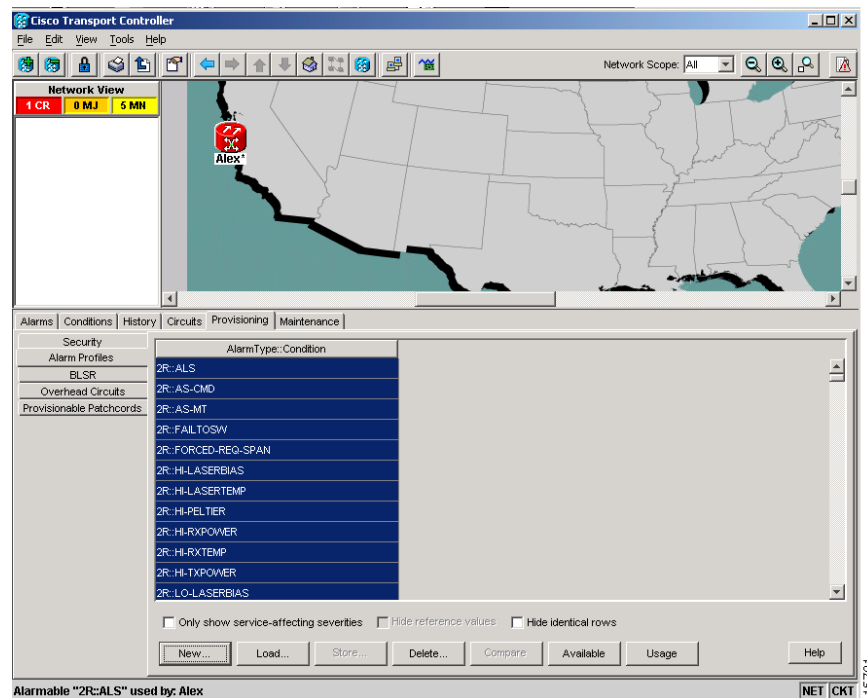 Cisco Transport Controller
File Edit View Tools Help
Network Scope: All
Network View
1 CR 0 MJ 5 MN
Alex*
Alarms Conditions History Circuits Provisioning Maintenance
Security
Alarm Profiles
BLSR
Overhead Circuits
Provisionable Patchcords
AlarmType::Condition
2R::ALS
2R::AS-CMD
2R::AS-MT
2R::FAILTOSW
2R::FORCED-REQ-SPAN
2R::HI-LASERBIAS
2R::HI-LASERTEMP
2R::HI-PELTIER
2R::HI-RXPOWER
2R::HI-RXTEMP
2R::HI-TXPOWER
2R::LO-LASERBIAS
Only show service-affecting severities Hide reference values Hide identical rows
New... Load... Store... Delete... Compare Available Usage Help
Alarmable "2R::ALS" used by: Alex NET CKT